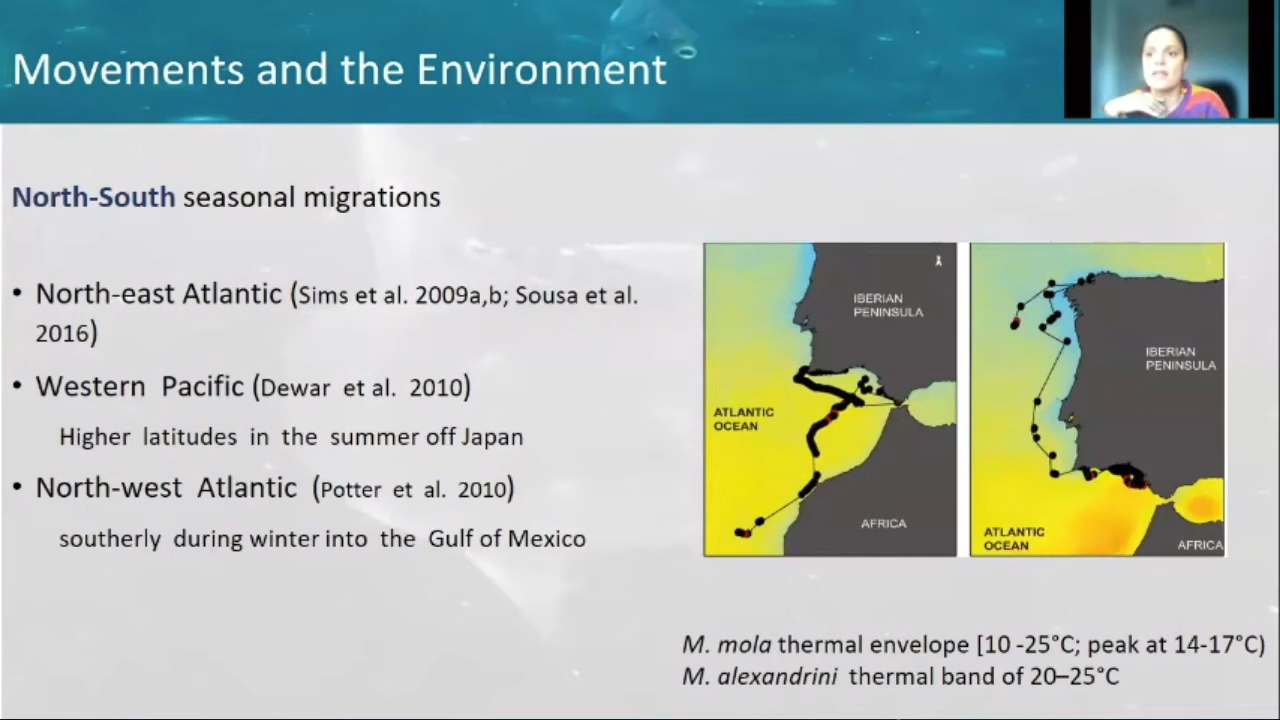 Movements and the Environment
North-South seasonal migrations
• North-east Atlantic (Sims et al. 2009a,b; Sousa et al.
2016)
• Western Pacific (Dewar et al. 2010)
Higher latitudes in the summer off Japan
• North-west Atlantic (Potter et al. 2010)
southerly during winter into the Gulf of Mexico
IBERIAN
PENINSULA
ATLANTIC
OCEAN
AFRICA
IBERIAN
PENINSULA
ATLANTIC
OCEAN
AFRICA
M. mola thermal envelope [10 -25°C; peak at 14-17°C)
M. alexandrini thermal band of 20–25°C